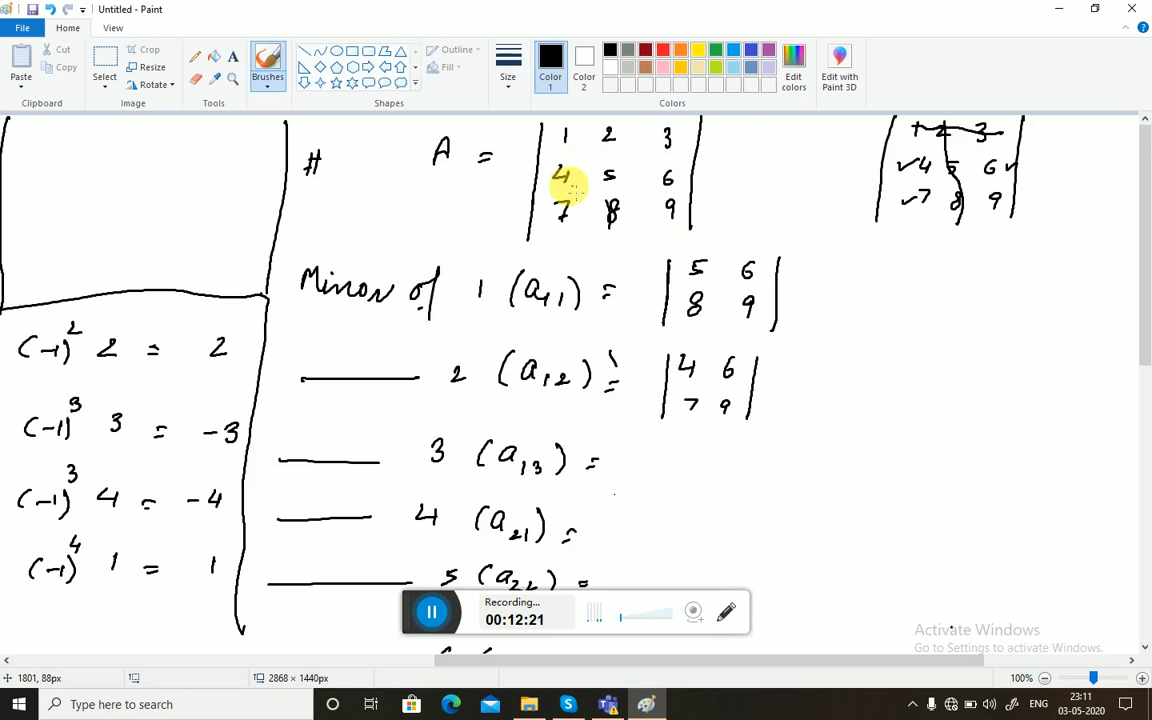 Untitled - Paint
File Home View
Paste Cut Copy Select Crop Resize Rotate Brushes Outline Fill Size Color 1 Color 2 Edit colors Edit with Paint 3D
Clipboard Image Tools Shapes Colors
# A = 1 2 3
4 5 6
7 8 9
1 2 3
✓4 5 6 ✓
✓7 8 9
Minor of 1 (a11) = 5 6
8 9
2 (a12) = 4 6
7 9
3 (a13) =
4 (a21) =
5 (a22) =
(-1)2 2 = 2
(-1)3 3 = -3
(-1)3 4 = -4
(-1)4 1 = 1
Recording...
00:12:21
Activate Windows
Go to Settings to activate Windows.
1801, 88px 2868 × 1440px 100%
Type here to search
ENG
23:11
03-05-2020